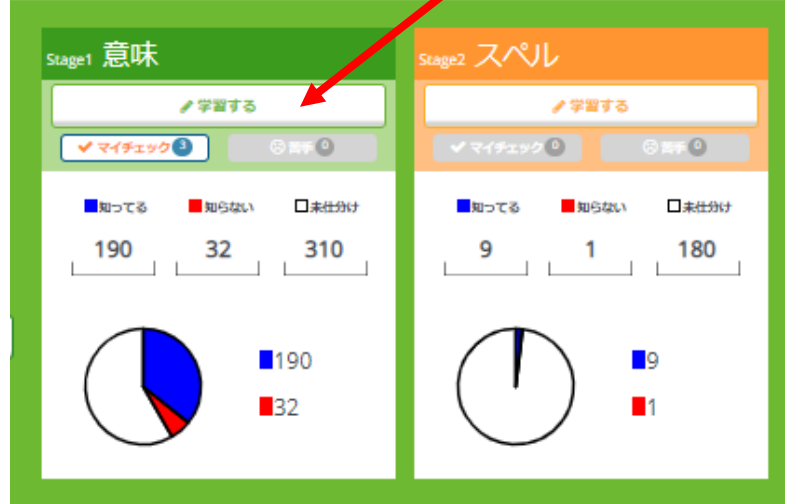 Stage1 意味
学習する
マイチェック 3
苦手 0
知ってる 知らない 未仕分け
190 32 310
190
32
Stage2 スペル
学習する
マイチェック 0
苦手 0
知ってる 知らない 未仕分け
9 1 180
9
1